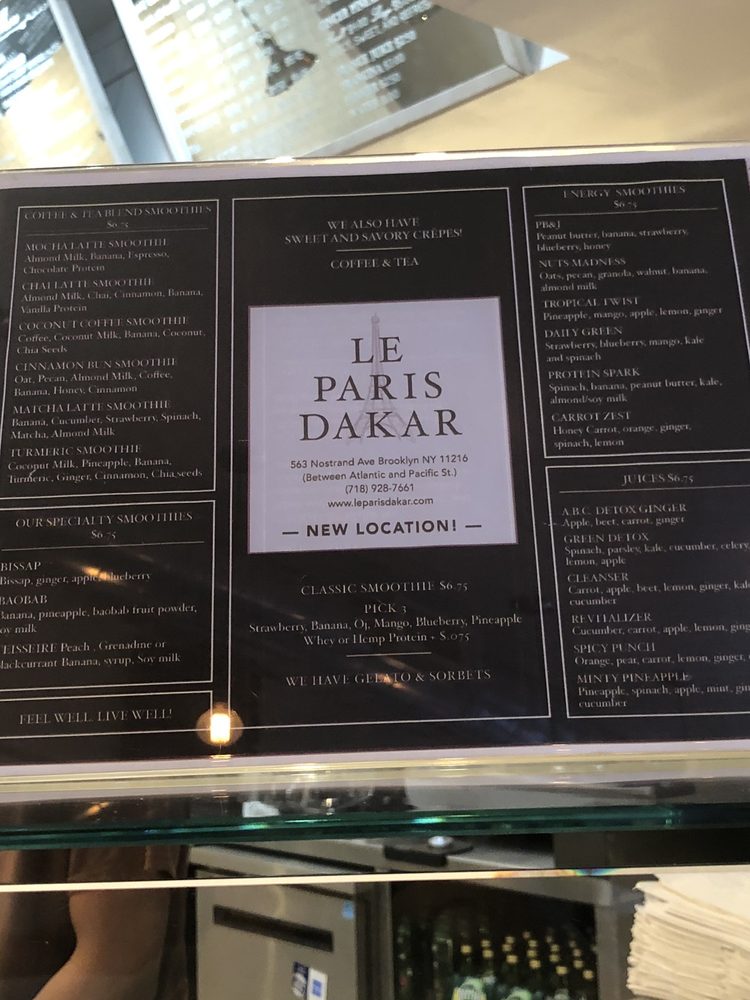 COFFEE & TEA BLEND SMOOTHIES
$6.75
MOCHA LATTE SMOOTHIE
Almond Milk, Banana, Espresso,
Chocolate Protein
CHAI LATTE SMOOTHIE
Almond Milk, Chai, Cinnamon, Banana,
Vanilla Protein
COCONUT COFFEE SMOOTHIE
Coffee, Coconut Milk, Banana, Coconut,
Chia Seeds
CINNAMON BUN SMOOTHIE
Oat, Pecan, Almond Milk, Coffee,
Banana, Honey, Cinnamon
MATCHA LATTE SMOOTHIE
Banana, Cucumber, Strawberry, Spinach,
Matcha, Almond Milk
TURMERIC SMOOTHIE
Coconut Milk, Pineapple, Banana,
Turmeric, Ginger, Cinnamon, Chia,seeds
OUR SPECIALTY SMOOTHIES
$6.75
BISSAP
Bissap, ginger, apple, blueberry
BAOBAB
Banana, pineapple, baobab fruit powder,
soy milk
TEISSEIRE Peach, Grenadine or
blackcurrant Banana, syrup, Soy milk
FEEL WELL. LIVE WELL!
WE ALSO HAVE
SWEET AND SAVORY CRÊPES!
COFFEE & TEA
LE
PARIS
DAKAR
563 Nostrand Ave Brooklyn NY 11216
(Between Atlantic and Pacific St.)
(718) 928-7661
www.leparisdakar.com
— NEW LOCATION! —
CLASSIC SMOOTHIE $6.75
PICK 3
Strawberry, Banana, Oj, Mango, Blueberry, Pineapple
Whey or Hemp Protein + $.075
WE HAVE GELATO & SORBETS
ENERGY SMOOTHIES
$6.75
PB&J
Peanut butter, banana, strawberry,
blueberry, honey
NUTS MADNESS
Oats, pecan, granola, walnut, banana,
almond milk
TROPICAL TWIST
Pineapple, mango, apple, lemon, ginger
DAILY GREEN
Strawberry, blueberry, mango, kale
and spinach
PROTEIN SPARK
Spinach, banana, peanut butter, kale,
almond/soy milk
CARROT ZEST
Honey Carrot, orange, ginger,
spinach, lemon
JUICES $6.75
A.B.C. DETOX GINGER
Apple, beet, carrot, ginger
GREEN DETOX
Spinach, parsley, kale, cucumber, celery,
lemon, apple
CLEANSER
Carrot, apple, beet, lemon, ginger, kale
cucumber
REVITALIZER
Cucumber, carrot, apple, lemon, ging
SPICY PUNCH
Orange, pear, carrot, lemon, ginger,
MINTY PINEAPPLE
Pineapple, spinach, apple, mint, gin
cucumber